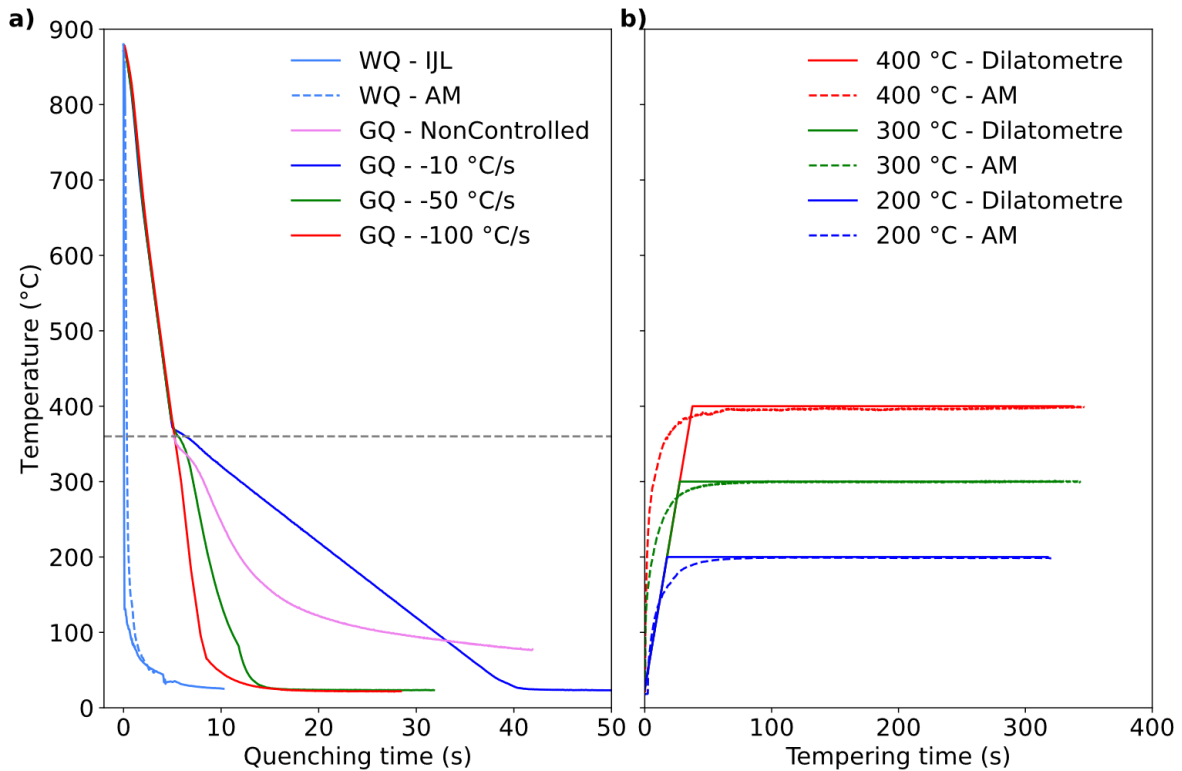 a)
900
800
700
600
500
400
300
200
100
0
Temperature (°C)
WQ - IJL
WQ - AM
GQ - NonControlled
GQ - -10 °C/s
GQ - -50 °C/s
GQ - -100 °C/s
0
10
20
30
40
50
Quenching time (s)
b)
400 °C - Dilatometre
400 °C - AM
300 °C - Dilatometre
300 °C - AM
200 °C - Dilatometre
200 °C - AM
0
100
200
300
400
Tempering time (s)